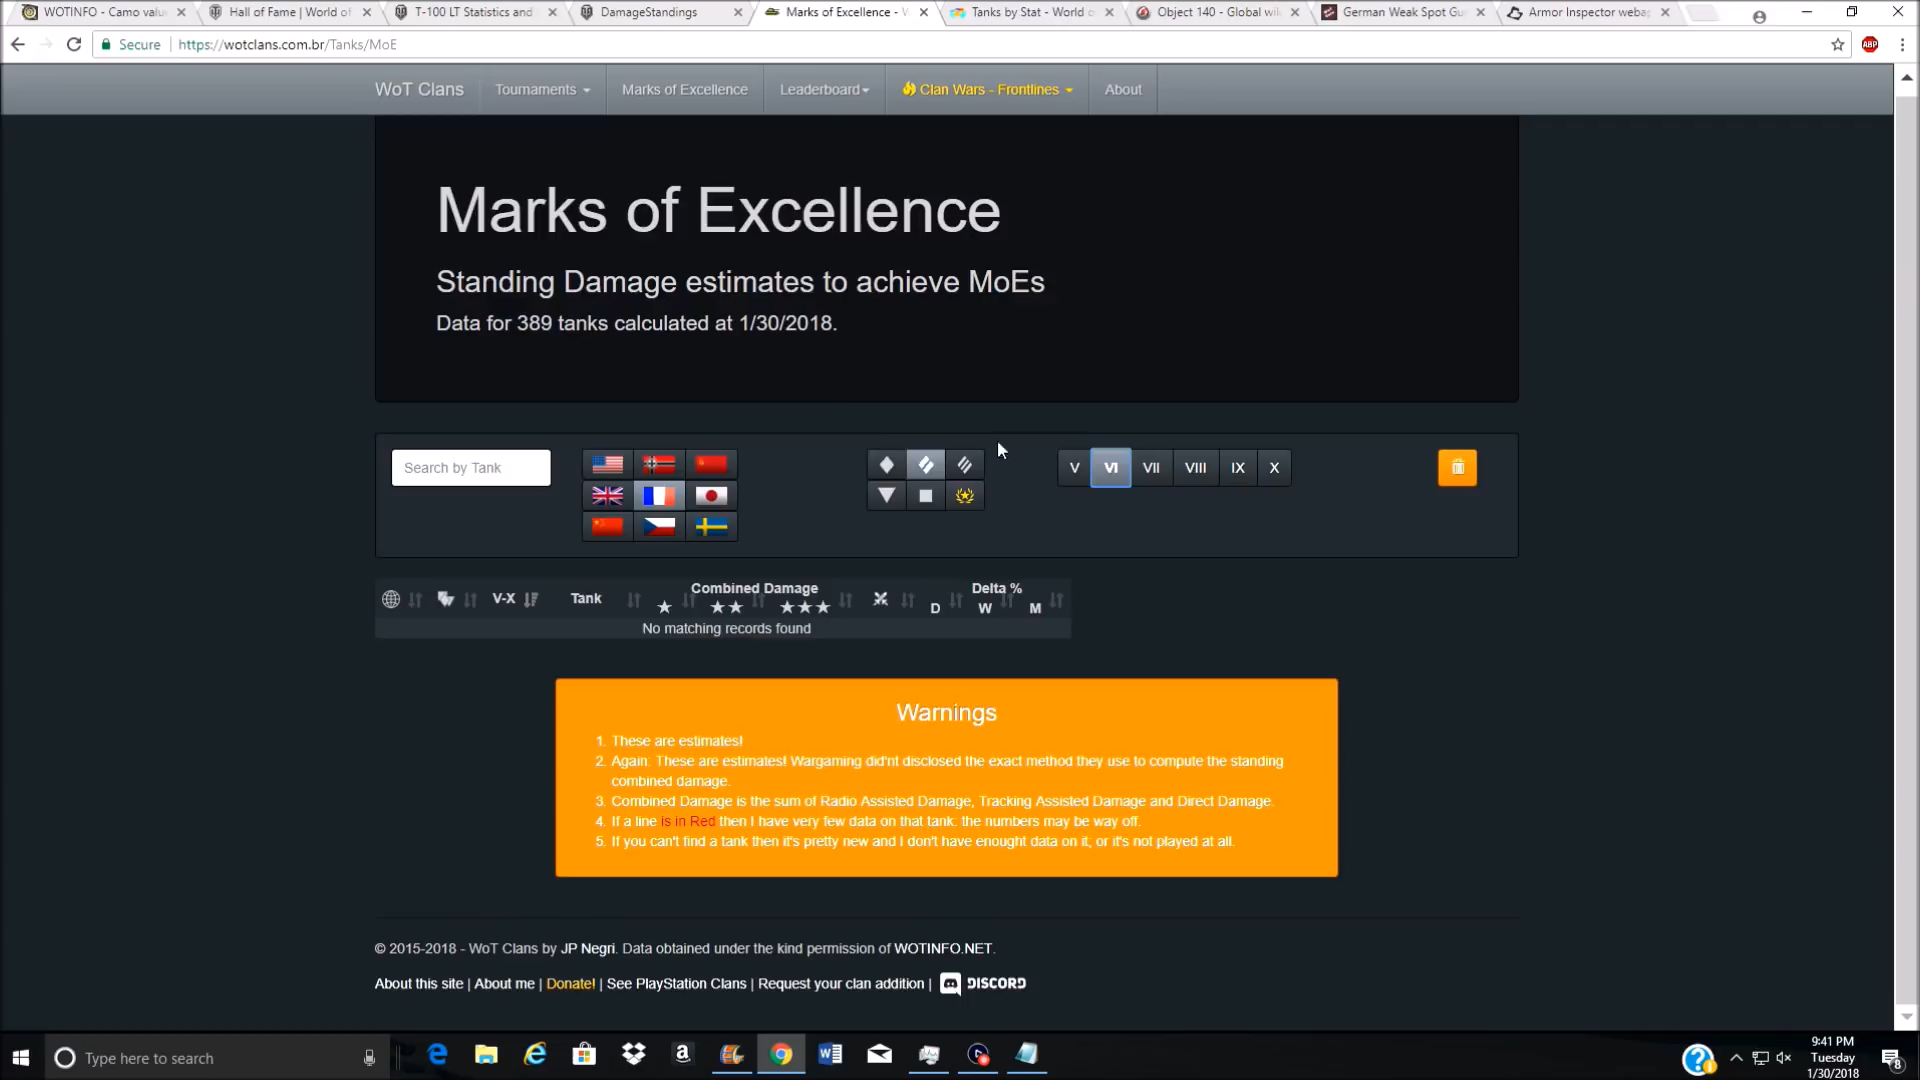 WOTINFO - Camo valu
Hall of Fame | World of
T-100 LT Statistics and
DamageStandings
Marks of Excellence - W
Tanks by Stat - World o
Object 140 - Global wik
German Weak Spot Gu
Armor Inspector webap
Secure
https://wotclans.com.br/Tanks/MoE
ABP
WoT Clans
Tournaments
Marks of Excellence
Leaderboard
Clan Wars - Frontlines
About
Marks of Excellence
Standing Damage estimates to achieve MoEs
Data for 389 tanks calculated at 1/30/2018.
Search by Tank
V VI VII VIII IX X
Combined Damage
Delta %
V-X
Tank
★ ★★ ★★★
D W M
No matching records found
Warnings
1. These are estimates!
2. Again: These are estimates! Wargaming did'nt disclosed the exact method they use to compute the standing
combined damage.
3. Combined Damage is the sum of Radio Assisted Damage, Tracking Assisted Damage and Direct Damage.
4. If a line is in Red then I have very few data on that tank: the numbers may be way off.
5. If you can't find a tank then it's pretty new and I don't have enought data on it; or it's not played at all.
© 2015-2018 - WoT Clans by JP Negri. Data obtained under the kind permission of WOTINFO.NET.
About this site | About me | Donate! | See PlayStation Clans | Request your clan addition | DISCORD
Type here to search
9:41 PM
Tuesday
1/30/2018
8